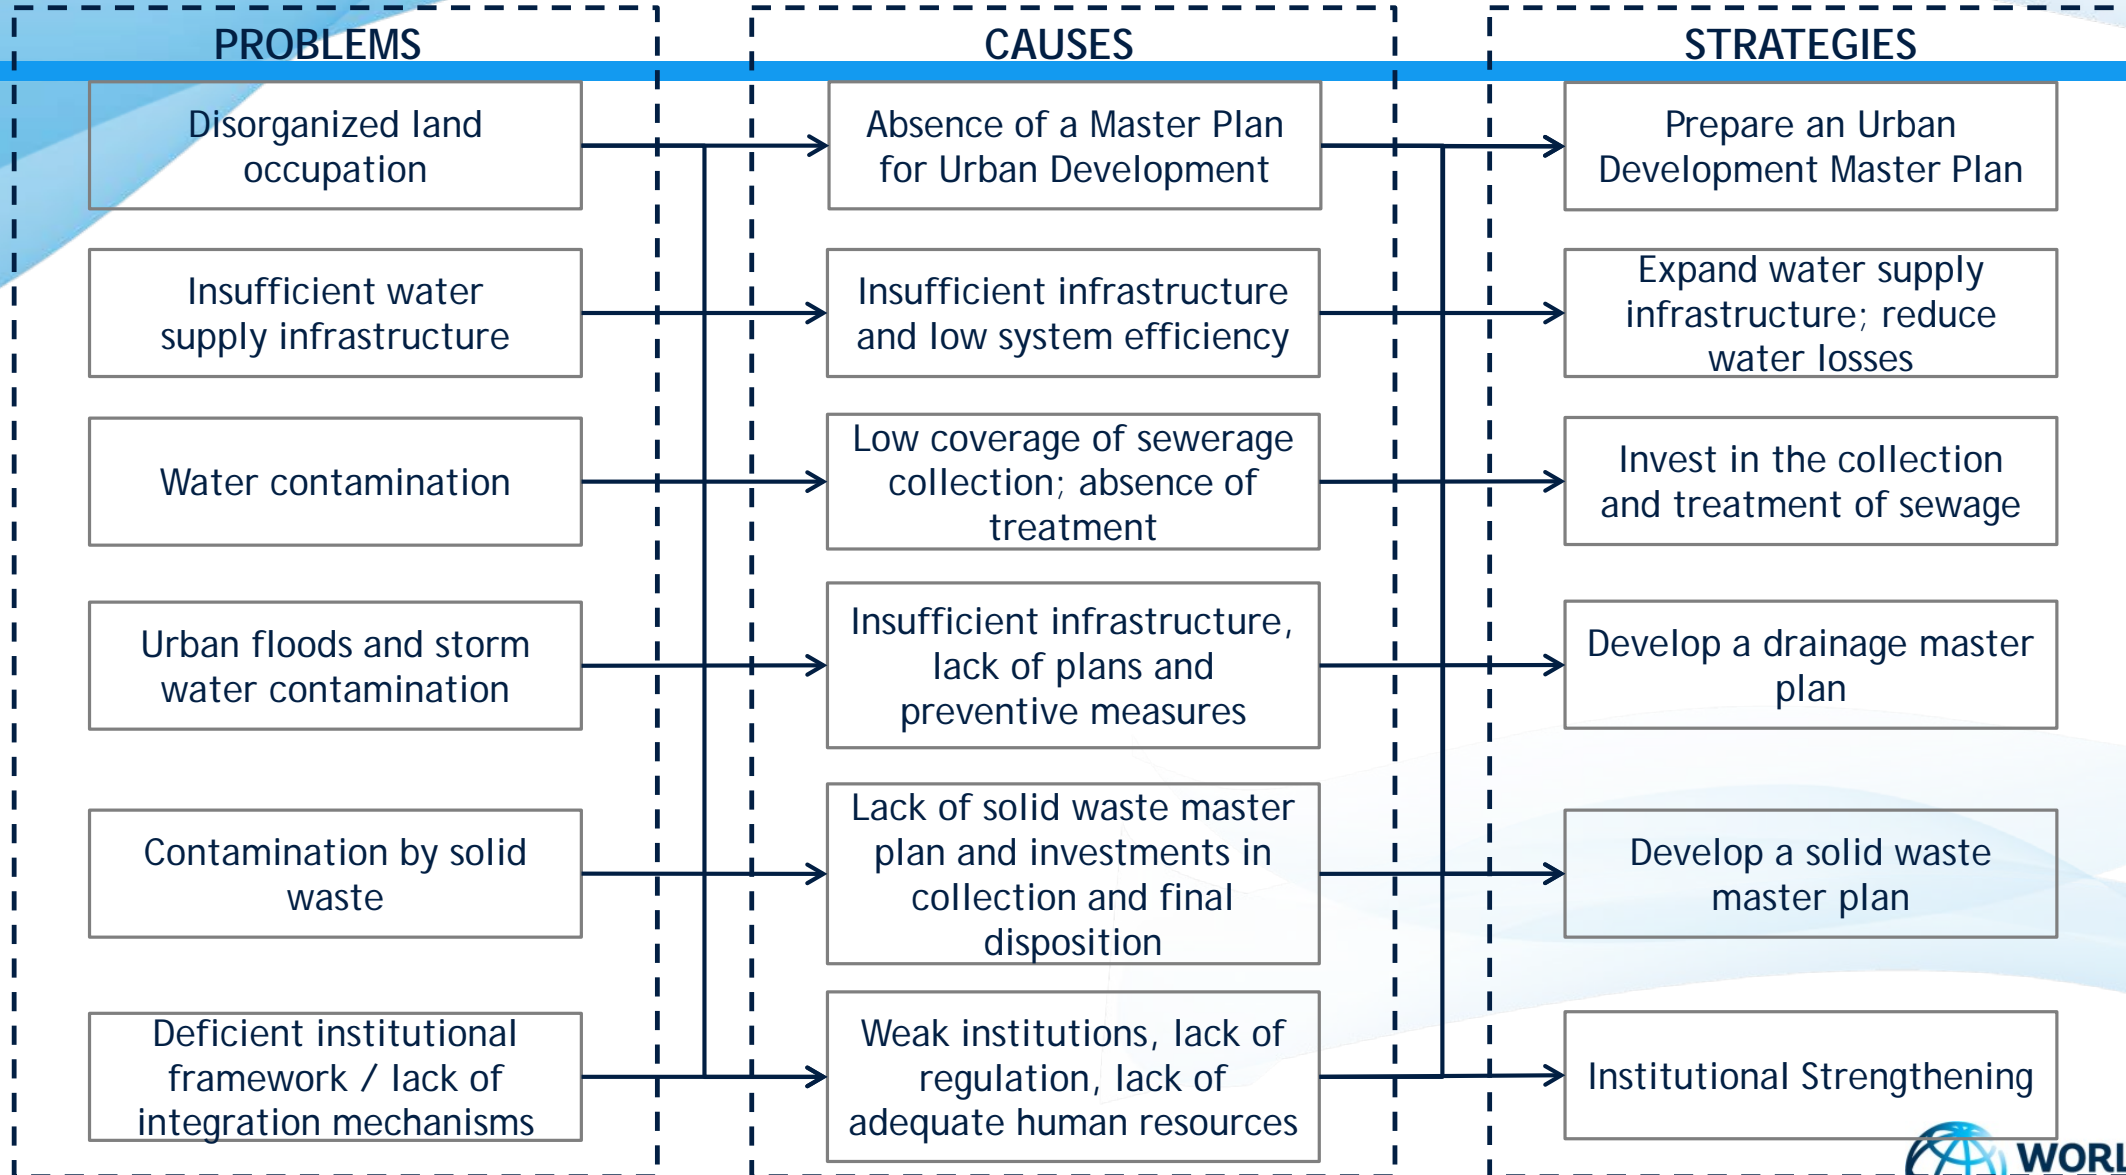 PROBLEMS
CAUSES
STRATEGIES
Disorganized land
occupation
Absence of a Master Plan
for Urban Development
Prepare an Urban
Development Master Plan
Insufficient water
supply infrastructure
Insufficient infrastructure
and low system efficiency
Expand water supply
infrastructure; reduce
water losses
Water contamination
Low coverage of sewerage
collection; absence of
treatment
Invest in the collection
and treatment of sewage
Urban floods and storm
water contamination
Insufficient infrastructure,
lack of plans and
preventive measures
Develop a drainage master
plan
Contamination by solid
waste
Lack of solid waste master
plan and investments in
collection and final
disposition
Develop a solid waste
master plan
Deficient institutional
framework / lack of
integration mechanisms
Weak institutions, lack of
regulation, lack of
adequate human resources
Institutional Strengthening